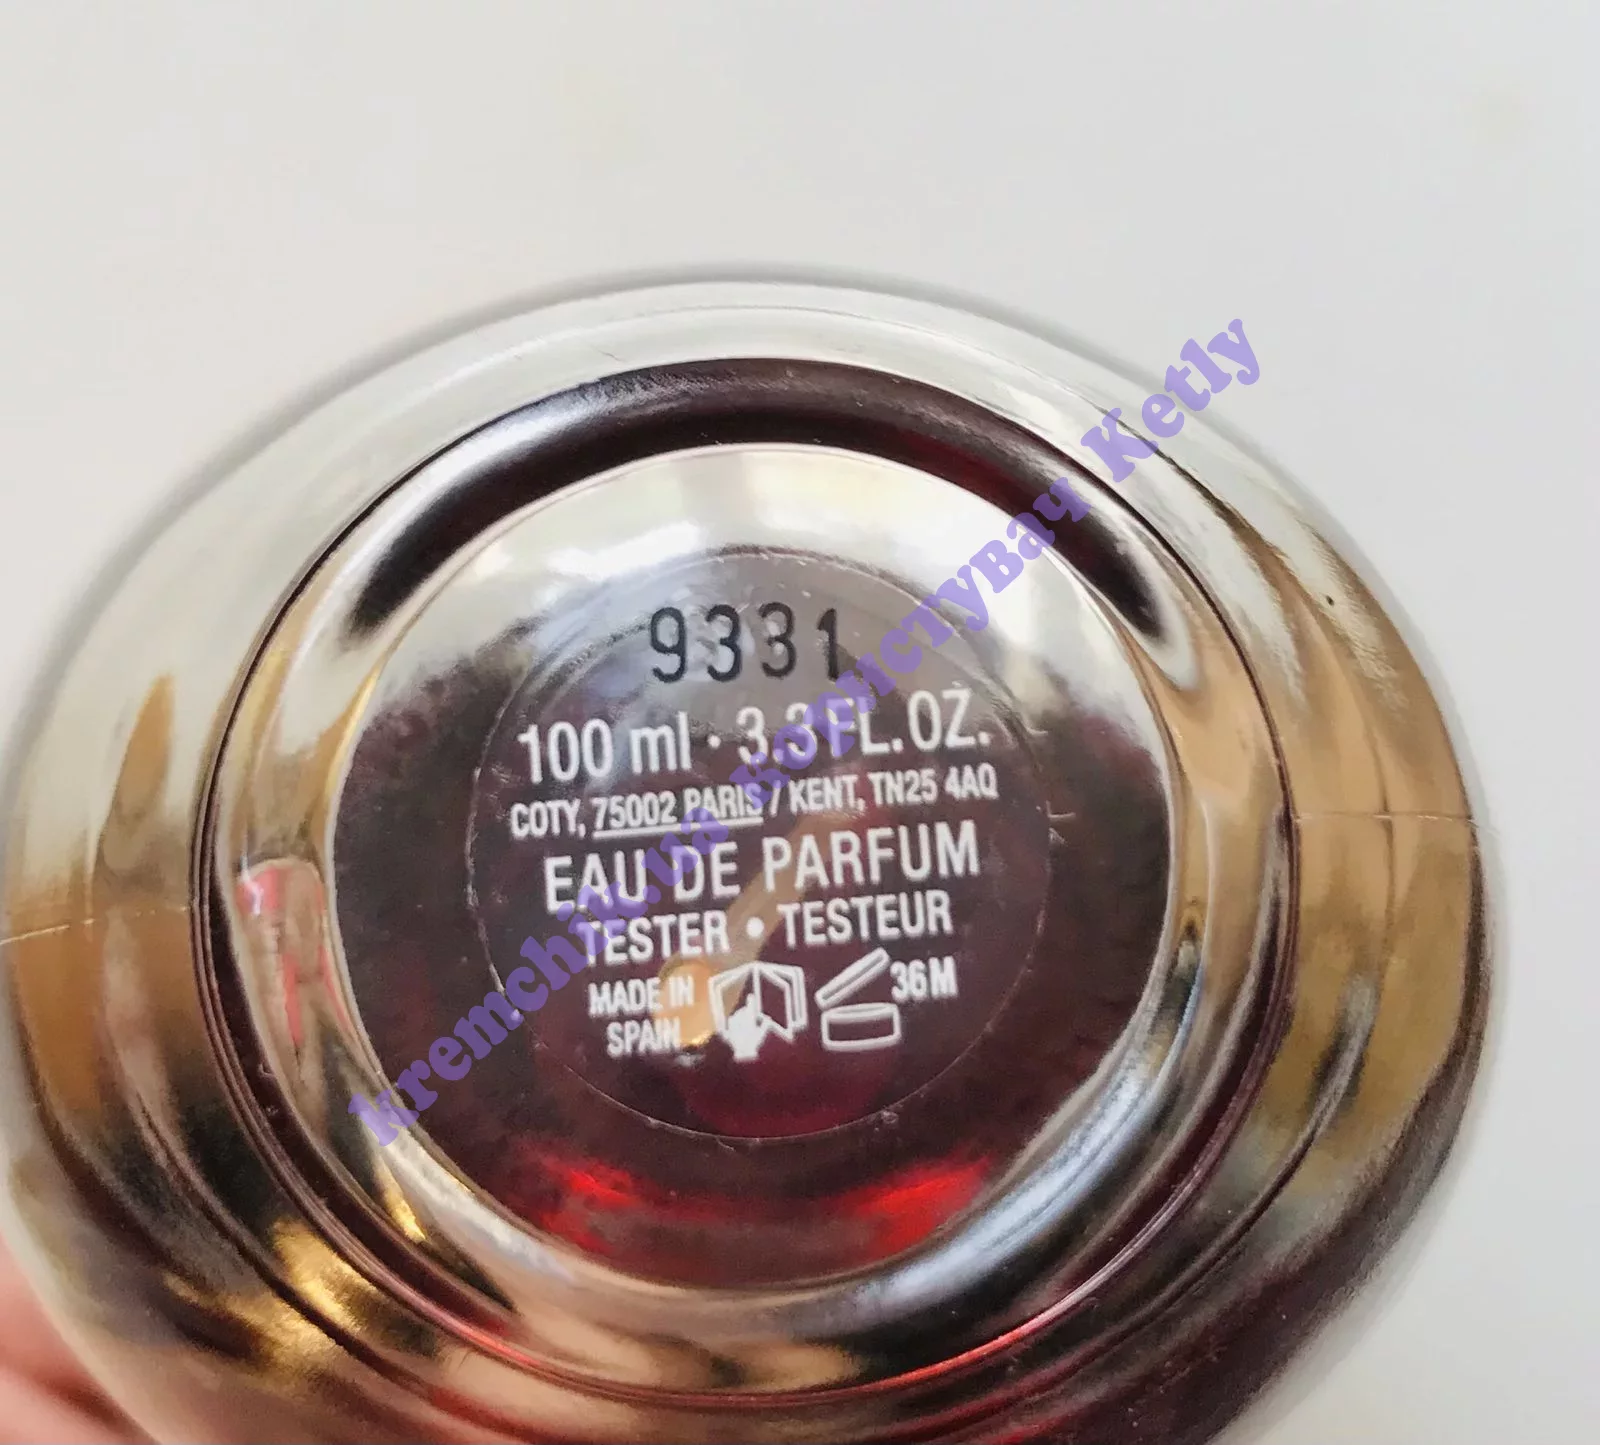 9331
100 ml · 3.3 FL. OZ.
COTY, 75002 PARIS / KENT, TN25 4AQ
EAU DE PARFUM
TESTER • TESTEUR
MADE IN
SPAIN
36M
kremchik.ua Користувач Ketly